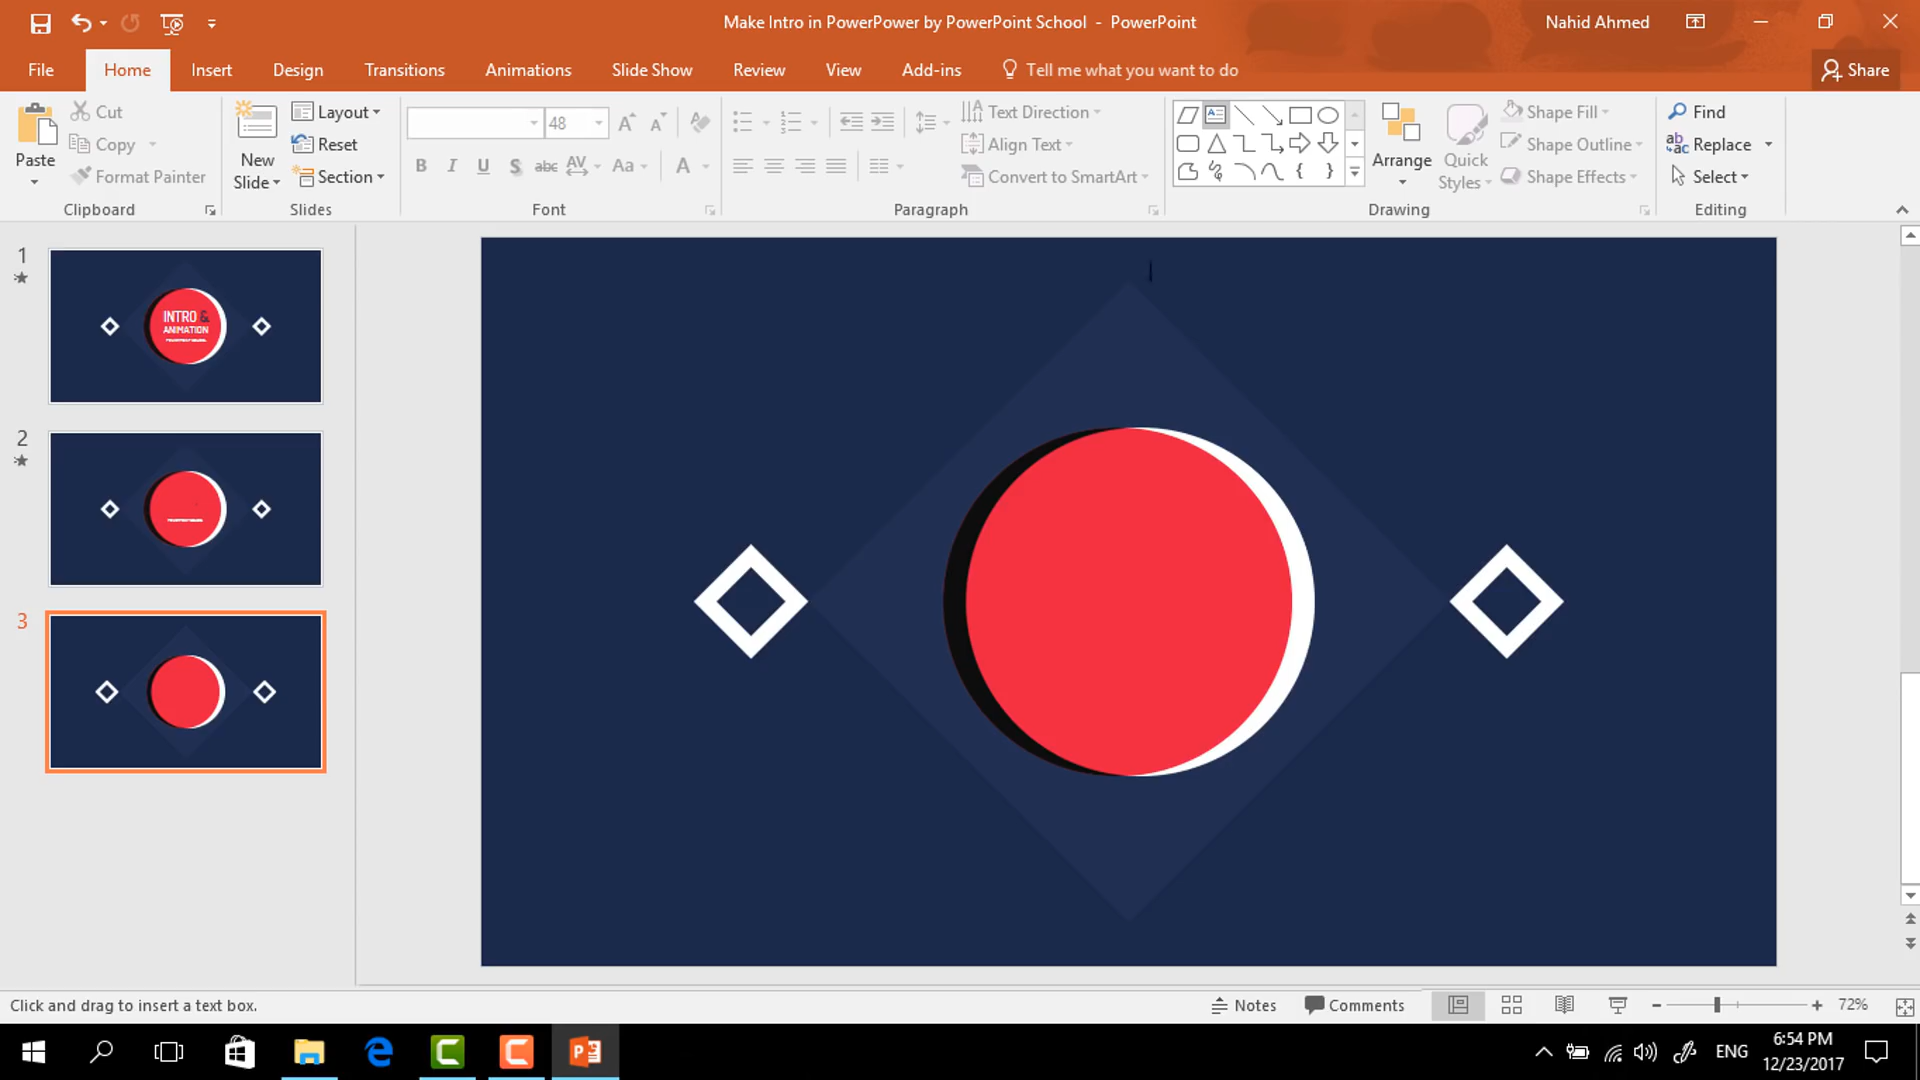 Make Intro in PowerPower by PowerPoint School - PowerPoint
Nahid Ahmed
File Home Insert Design Transitions Animations Slide Show Review View Add-ins Tell me what you want to do Share
Paste
Cut
Copy
Format Painter
Clipboard
New Slide
Layout
Reset
Section
Slides
48
B I U S abc AV Aa A
Font
Text Direction
Align Text
Convert to SmartArt
Paragraph
Arrange
Quick Styles
Shape Fill
Shape Outline
Shape Effects
Drawing
Find
Replace
Select
Editing
1
INTRO &
ANIMATION
2
3
Click and drag to insert a text box.
Notes Comments 72%
ENG
6:54 PM
12/23/2017